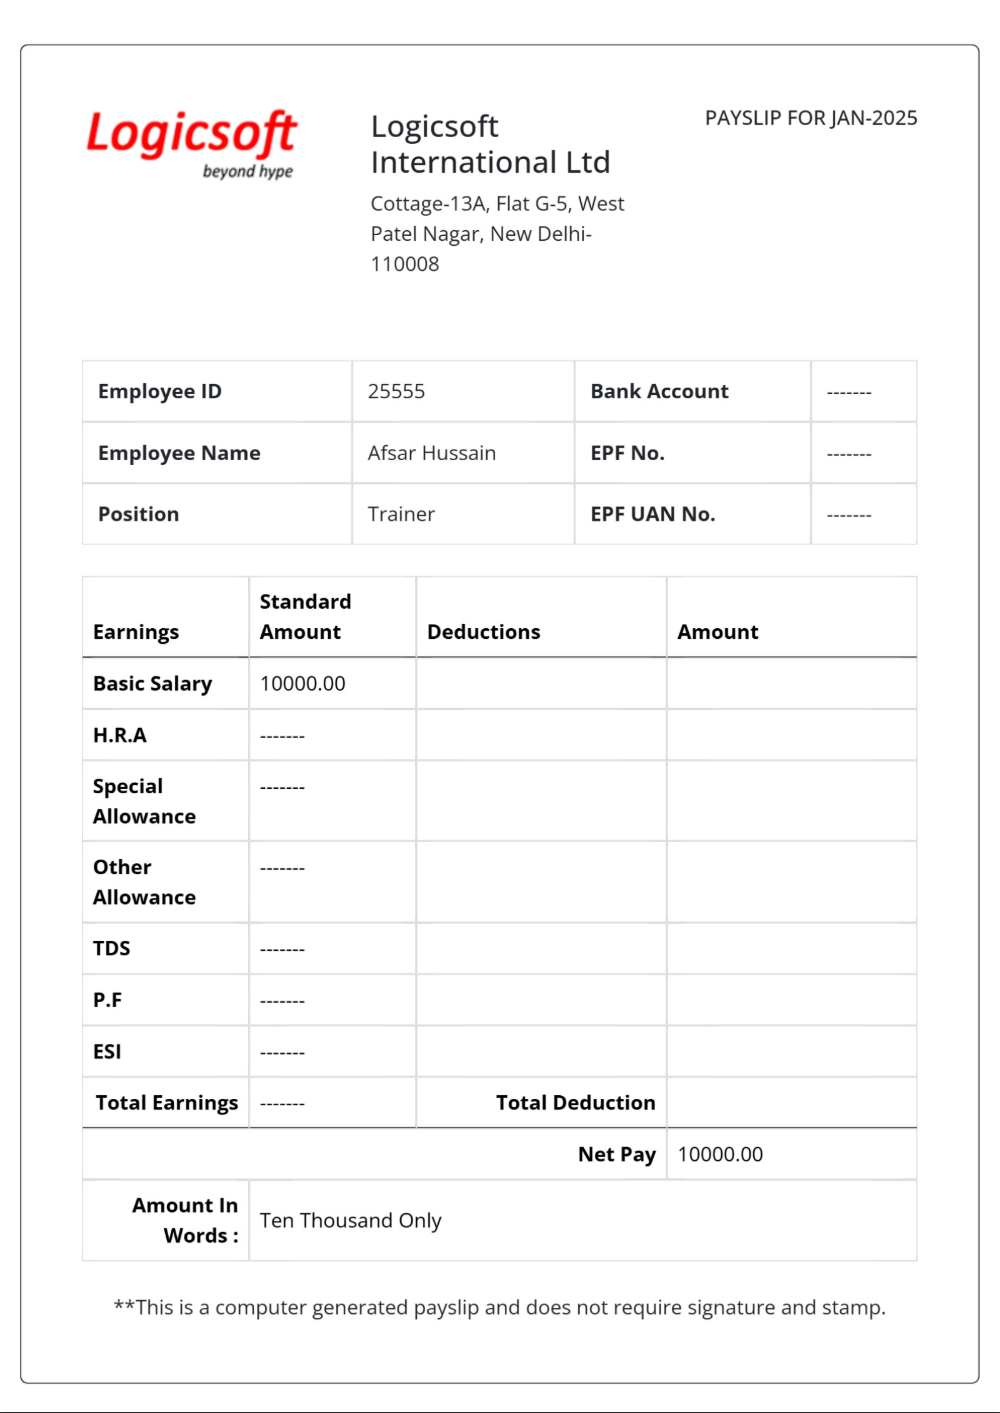 Logicsoft
beyond hype
Logicsoft
International Ltd
Cottage-13A, Flat G-5, West
Patel Nagar, New Delhi-
110008
PAYSLIP FOR JAN-2025
Employee ID 25555 Bank Account -------
Employee Name Afsar Hussain EPF No. -------
Position Trainer EPF UAN No. -------
Earnings Standard Amount Deductions Amount
Basic Salary 10000.00
H.R.A -------
Special Allowance -------
Other Allowance -------
TDS -------
P.F -------
ESI -------
Total Earnings ------- Total Deduction
Net Pay 10000.00
Amount In Words : Ten Thousand Only
**This is a computer generated payslip and does not require signature and stamp.